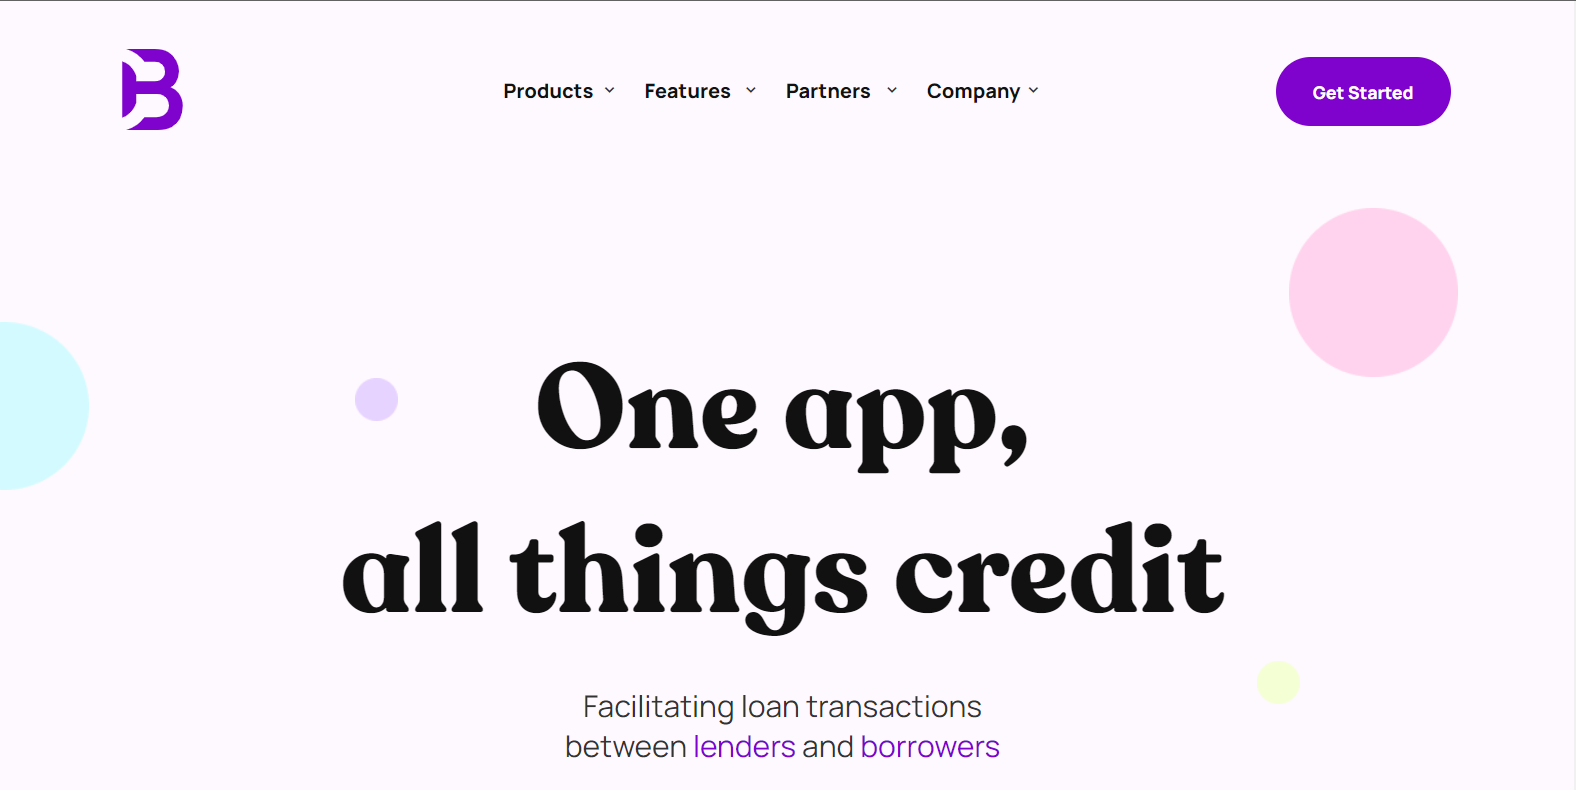 B
Products Features Partners Company Get Started
One app,
all things credit
Facilitating loan transactions
between lenders and borrowers